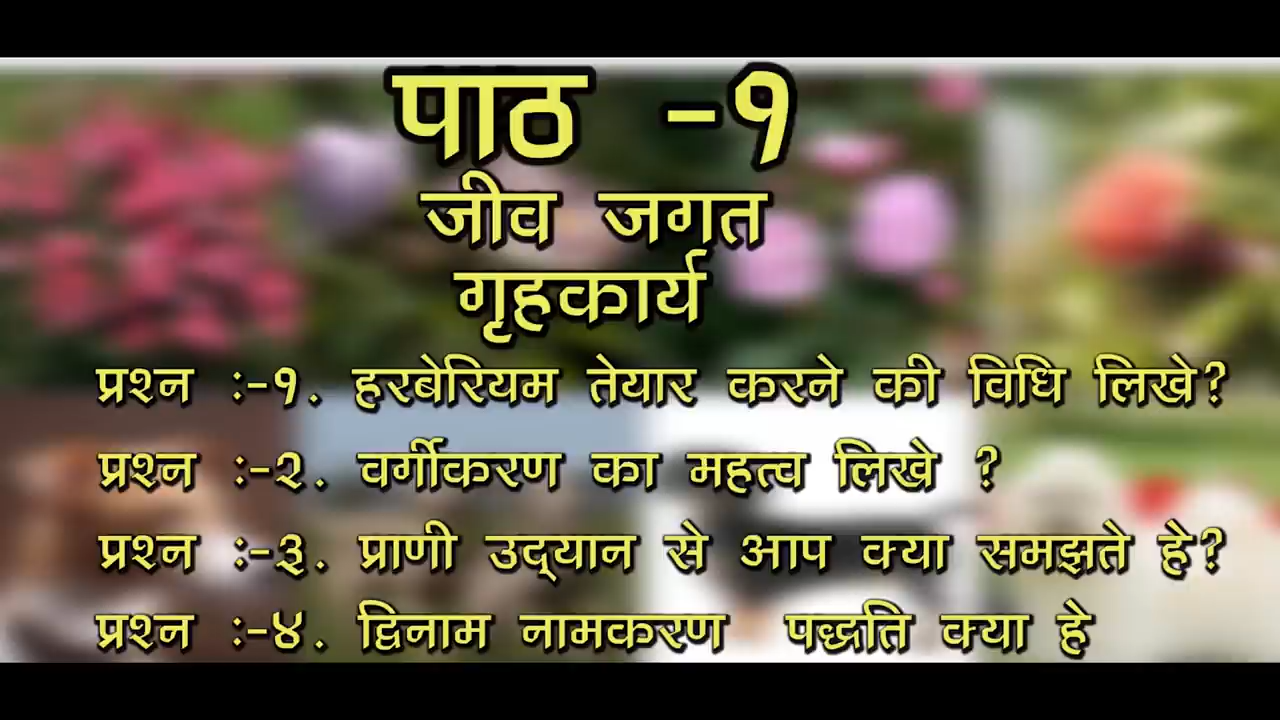 पाठ -१
जीव जगत
गृहकार्य
प्रश्न :-१. हरबेरियम तेयार करने की विधि लिखे?
प्रश्न :-२. वर्गीकरण का महत्व लिखे ?
प्रश्न :-३. प्राणी उद्यान से आप क्या समझते हे?
प्रश्न :-४. द्विनाम नामकरण पद्धति क्या हे